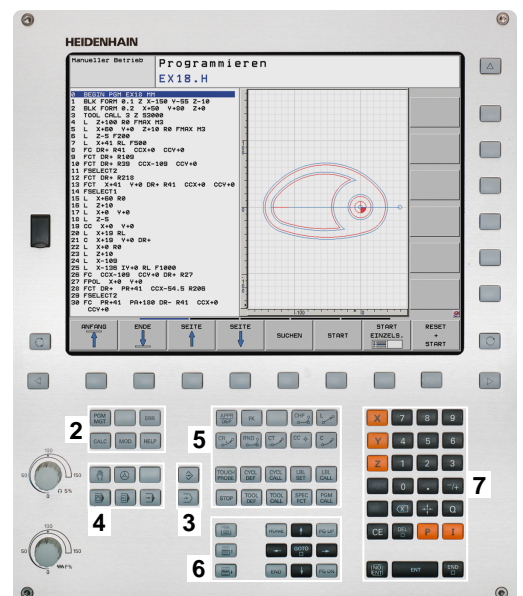 HEIDENHAIN
Manueller Betrieb
Programmieren
EX18.H
0 BEGIN PGM EX18 MM
1 BLK FORM 0.1 Z X-150 Y-55 Z-10
2 BLK FORM 0.2 X+50 Y+80 Z+0
3 TOOL CALL 3 Z S3000
4 L Z+100 R0 FMAX M3
5 L X+60 Y+0 Z+10 R0 FMAX M3
6 L Z-5 F200
7 L X+41 RL F500
8 FC DR+ R41 CCX+0 CCY+0
9 FCT DR+ R109
10 FCT DR+ R39 CCX-109 CCY+0
11 FSELECT2
12 FCT DR+ R218
13 FCT X+41 Y+0 DR+ R41 CCX+0 CCY+0
14 FSELECT1
15 L X+60 R0
16 L Z+10
17 L X+0 Y+0
18 L Z-5
19 CC X+0 Y+0
20 L X+19 RL
21 C X+19 Y+0 DR+
22 L X+0 R0
23 L Z+10
24 L X-109
25 L X-136 IY+0 RL F1000
26 FC CCX-109 CCY+0 DR+ R27
27 FPOL X+0 Y+0
28 FCT DR+ PR+41 CCX-54.5 R206
29 FSELECT2
30 FC PR+41 PA+180 DR- R41 CCX+0
CCY+0
ANFANG
ENDE
SEITE
SEITE
SUCHEN
START
START
EINZELS.
RESET
+
START
PGM
MGT
ERR
CALC
MOD
HELP
2
4
3
APPR
DEP
FK
CHF
L
CR
RND
CT
CC
C
5
TOUCH
PROBE
CYCL
DEF
CYCL
CALL
LBL
SET
LBL
CALL
STOP
TOOL
DEF
TOOL
CALL
SPEC
FCT
PGM
CALL
HOME
PG UP
GOTO
END
PG DN
6
X
7
8
9
Y
4
5
6
Z
1
2
3
0
.
-/+
Q
CE
DEL
P
I
NO
ENT
ENT
END
7
100
50
150
0
S %
100
50
150
0
F %